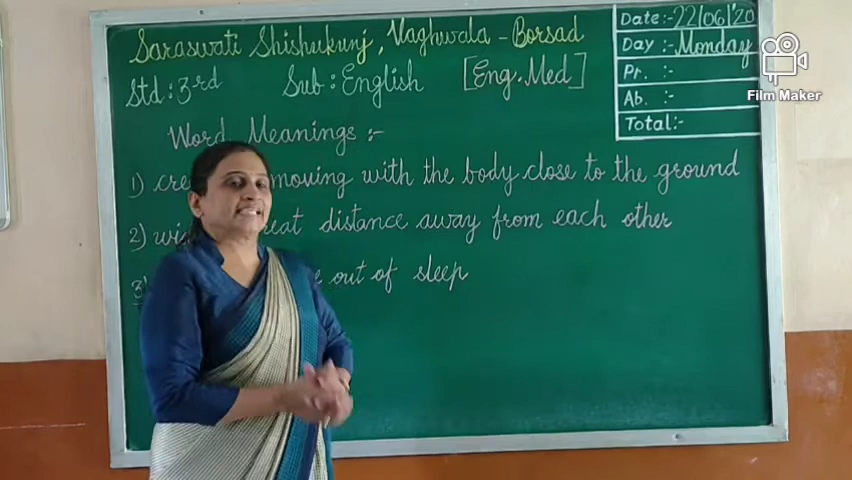 Saraswati Shishukunj, Vaghwala - Borsad
Std : 3rd Sub : English [Eng. Med]
Date:- 22/06/'20
Day :- Monday
Pr. :-
Ab. :-
Total:-
Film Maker
Word Meanings :-
1) cre moving with the body close to the ground
2) wi eat distance away from each other
3) e out of sleep